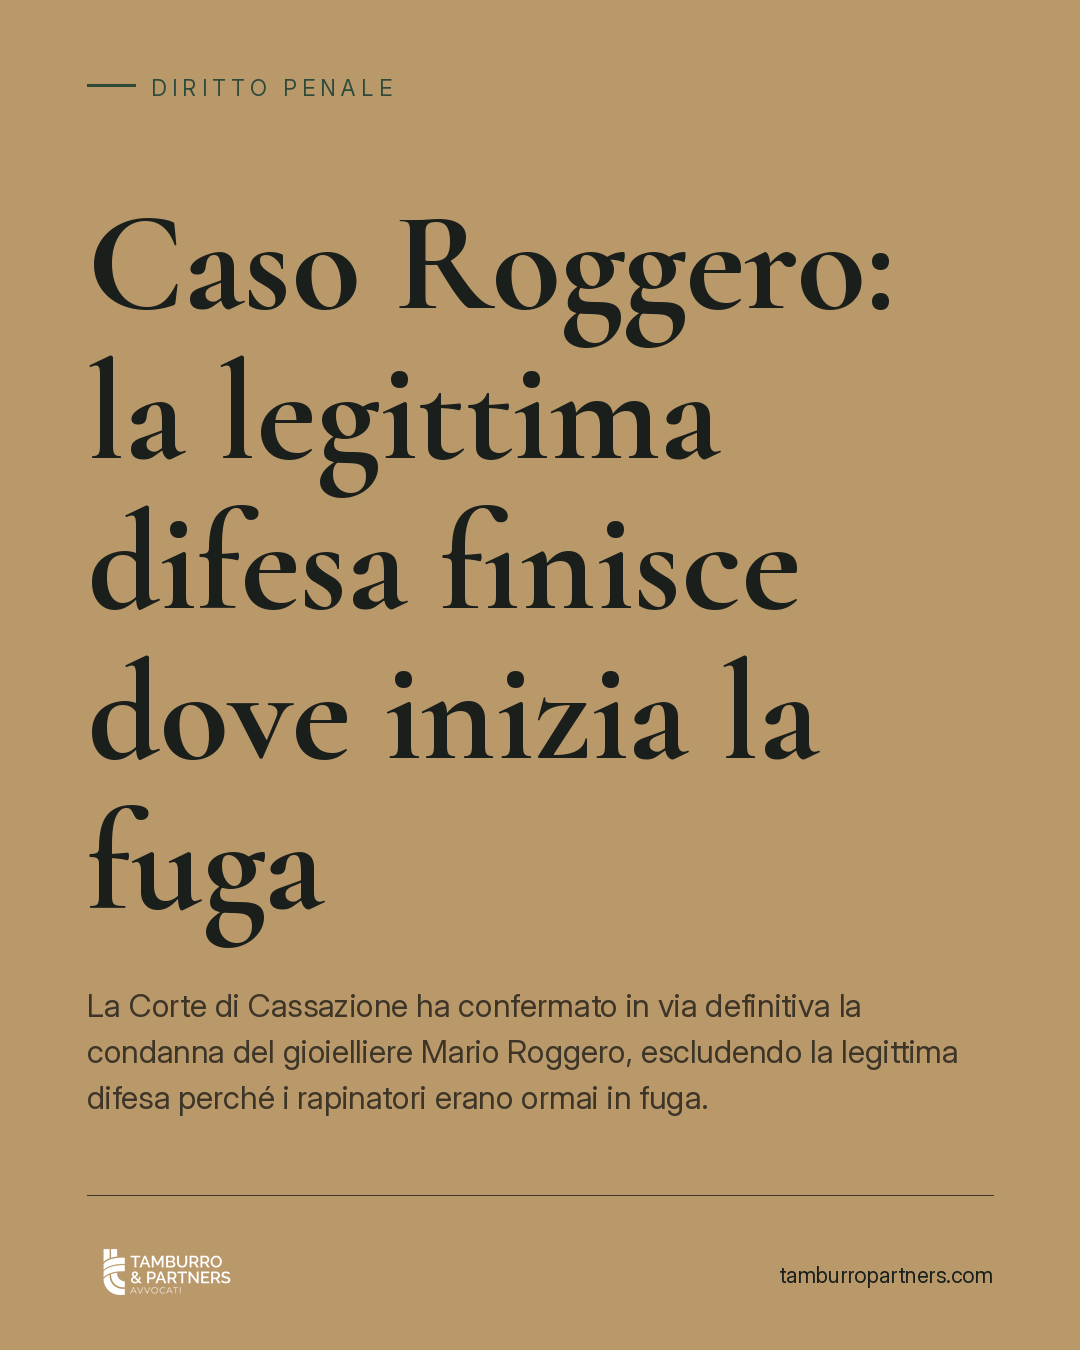 DIRITTO PENALE
Caso Roggero:
la legittima
difesa finisce
dove inizia la
fuga
La Corte di Cassazione ha confermato in via definitiva la
condanna del gioielliere Mario Roggero, escludendo la legittima
difesa perché i rapinatori erano ormai in fuga.
TAMBURRO
& PARTNERS
AVVOCATI
tamburropartners.com